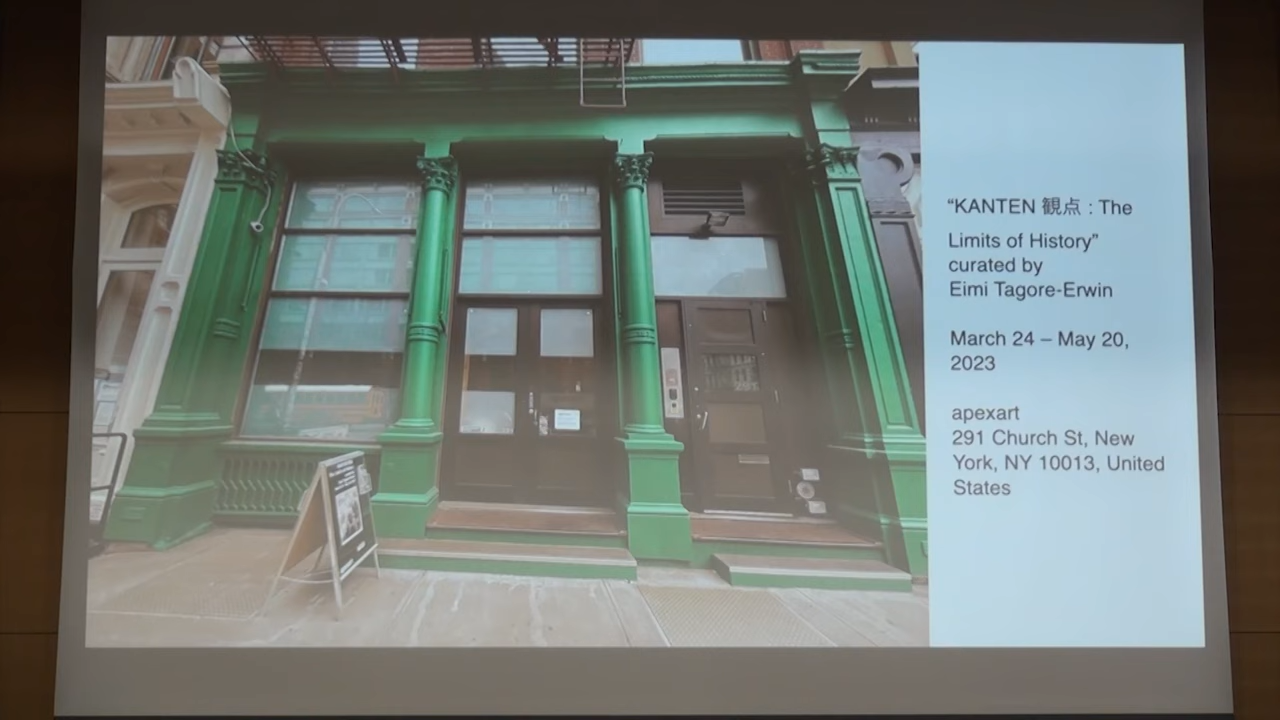 “KANTEN 観点 : The
Limits of History”
curated by
Eimi Tagore-Erwin
March 24 – May 20,
2023
apexart
291 Church St, New
York, NY 10013, United
States